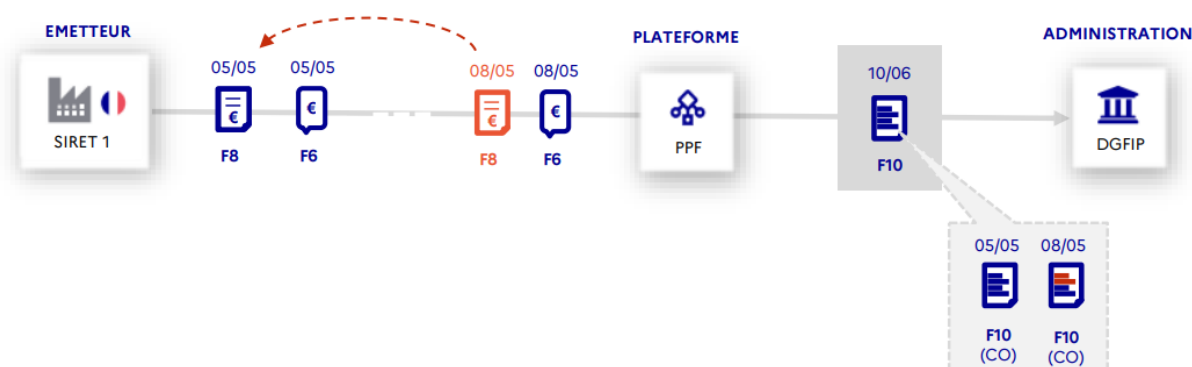 EMETTEUR
PLATEFORME
ADMINISTRATION
05/05 05/05 08/05 08/05
10/06
€ € € €
SIRET 1
PPF
DGFIP
F8 F6 F8 F6
F10
05/05 08/05
F10 F10
(CO) (CO)